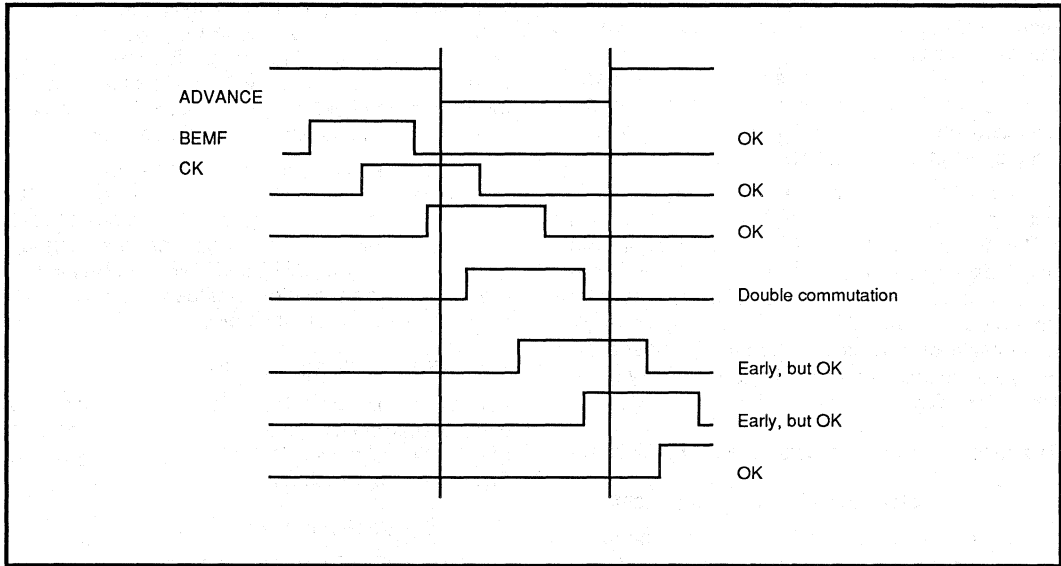 ADVANCE
BEMF OK
CK
OK
OK
Double commutation
Early, but OK
Early, but OK
OK